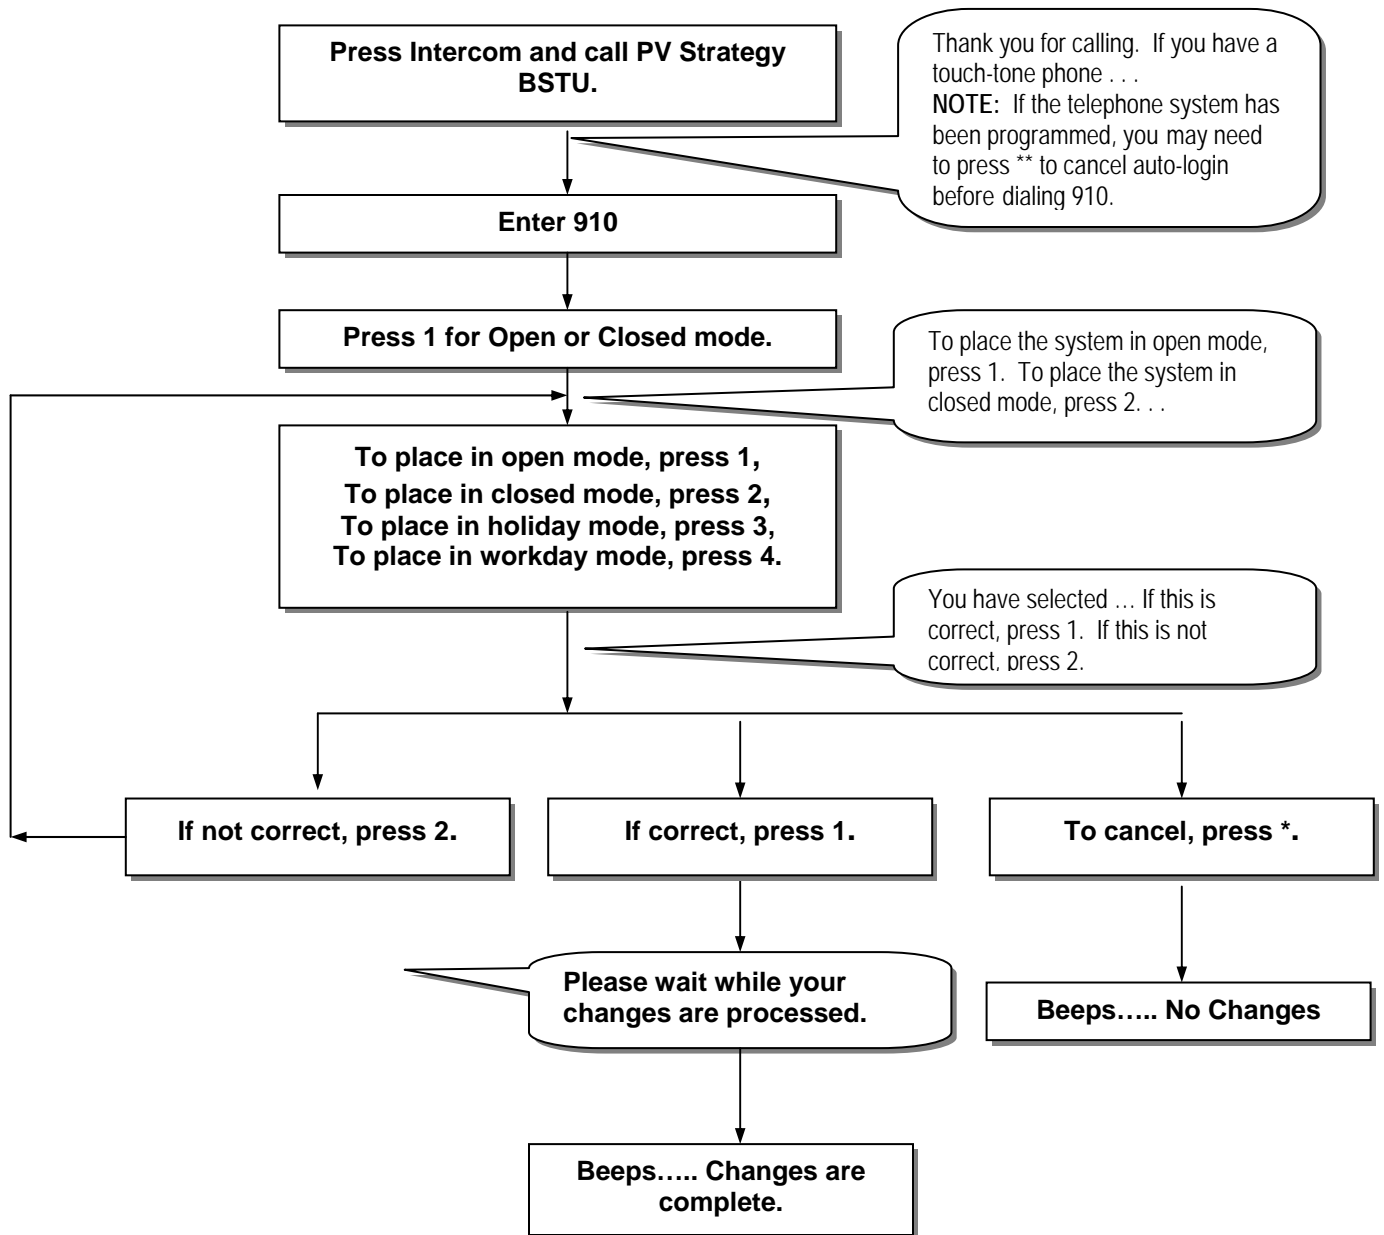 Press Intercom and call PV Strategy
BSTU.
Thank you for calling.  If you have a
touch-tone phone . . .
NOTE:  If the telephone system has
been programmed, you may need
to press ** to cancel auto-login
before dialing 910.
Enter 910
Press 1 for Open or Closed mode.
To place the system in open mode,
press 1.  To place the system in
closed mode, press 2. . .
To place in open mode, press 1,
To place in closed mode, press 2,
To place in holiday mode, press 3,
To place in workday mode, press 4.
You have selected … If this is
correct, press 1.  If this is not
correct, press 2.
If not correct, press 2.
If correct, press 1.
To cancel, press *.
Please wait while your
changes are processed.
Beeps….. No Changes
Beeps….. Changes are
complete.